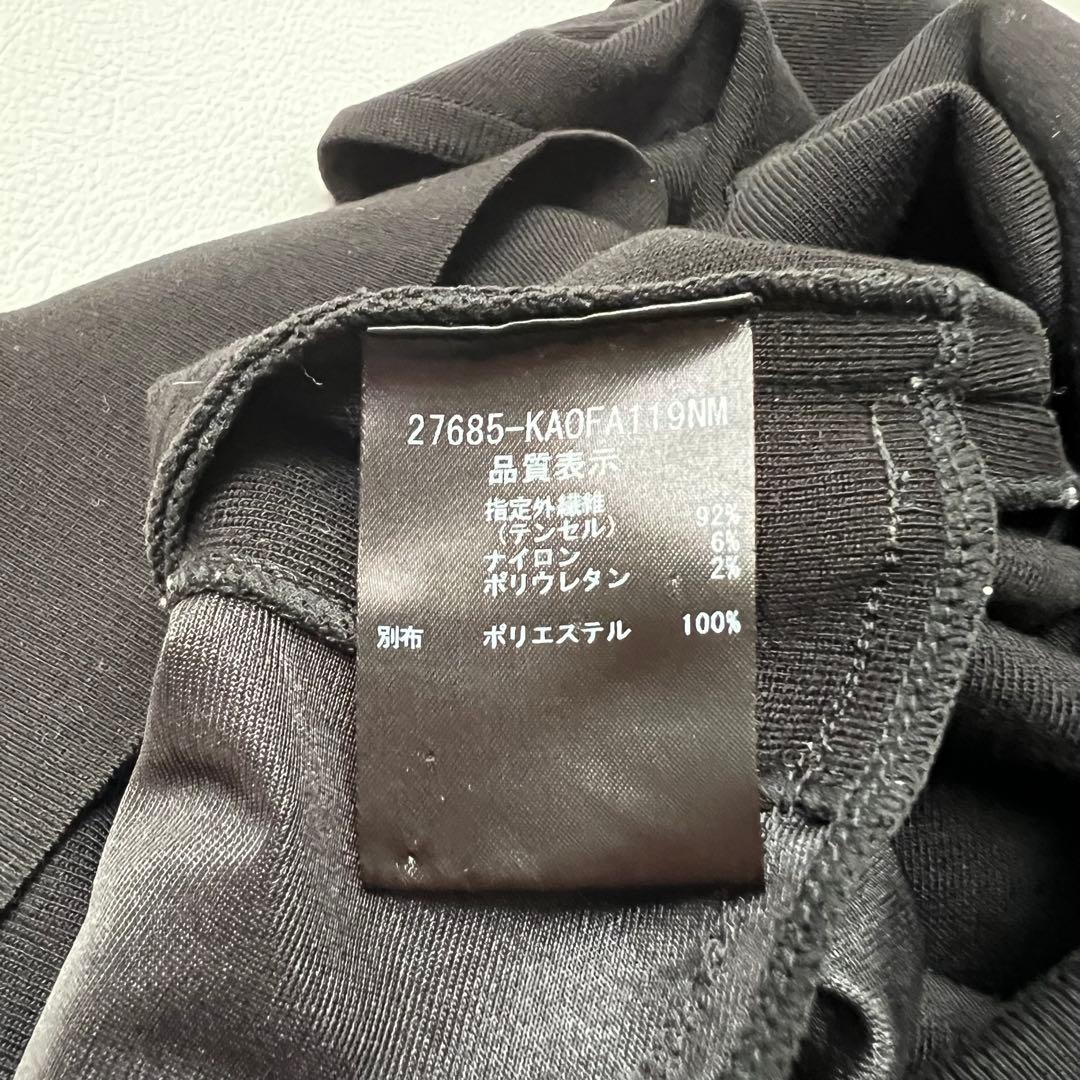 27685-KAOFA119NM
品質表示
指定外繊維 92%
(テンセル)
ナイロン 6%
ポリウレタン 2%
別布 ポリエステル 100%